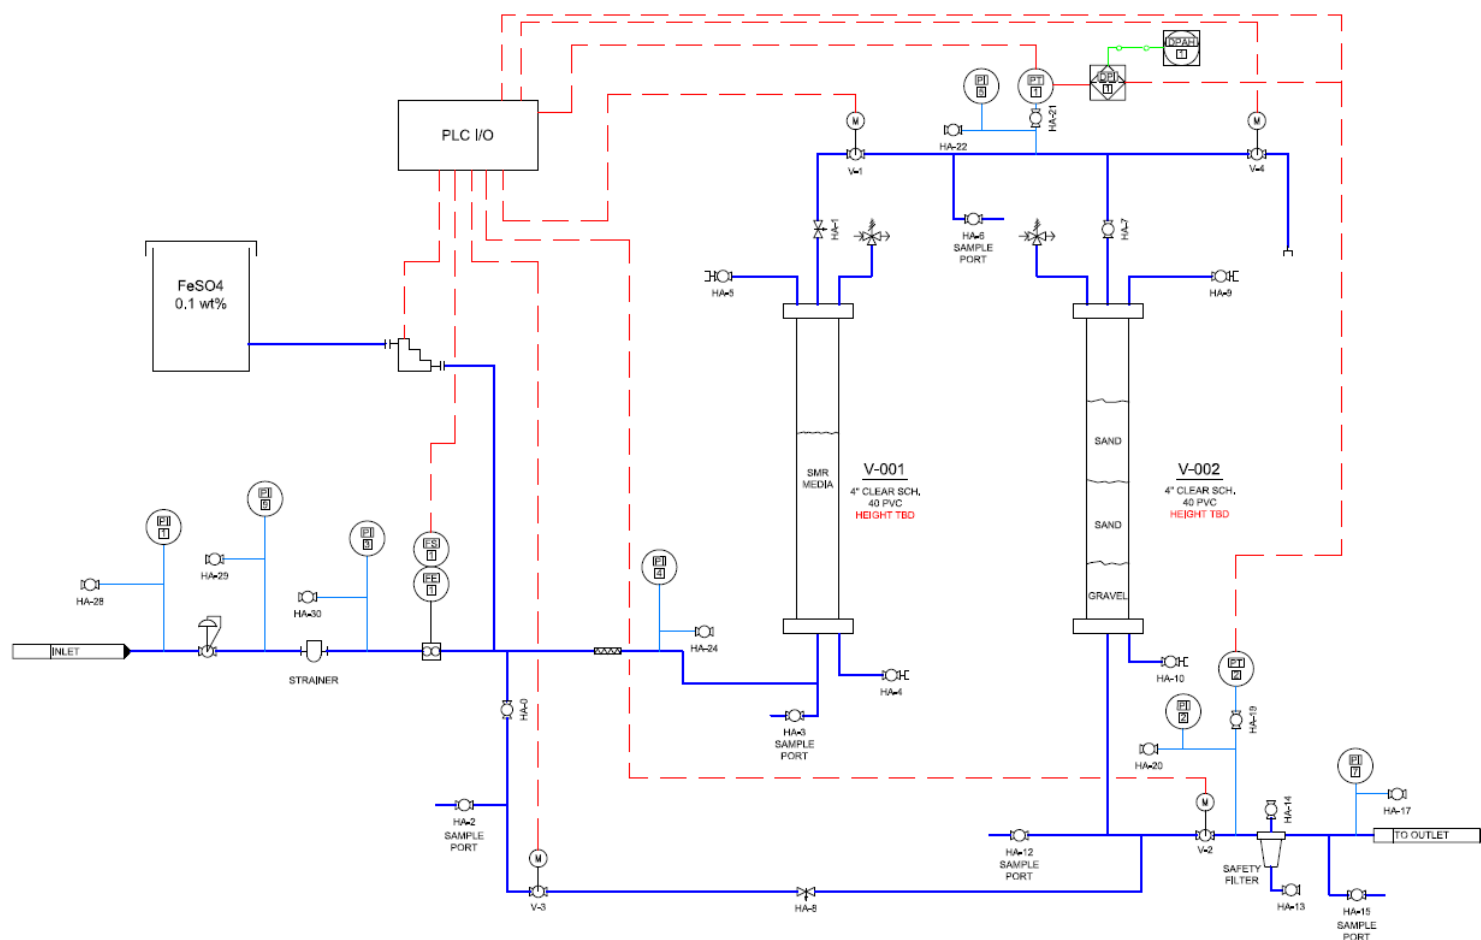 DPAH
1
PI
5
PT
1
DPI
1
HA-21
M
M
PLC I/O
HA-22
V-1
V-4
HA-1
HA-6
SAMPLE
PORT
HA-7
FeSO4
0.1 wt%
HA-5
HA-9
SAND
SMR
MEDIA
V-001
4" CLEAR SCH.
40 PVC
HEIGHT TBD
V-002
4" CLEAR SCH.
40 PVC
HEIGHT TBD
SAND
GRAVEL
PI
1
PI
9
PI
3
FS
1
FE
1
PI
4
HA-28
HA-29
HA-30
HA-24
INLET
STRAINER
HA-4
HA-10
PT
2
HA-0
HA-3
SAMPLE
PORT
PI
2
HA-19
HA-20
PI
7
HA-2
SAMPLE
PORT
M
HA-14
HA-17
HA-12
SAMPLE
PORT
V-2
TO OUTLET
M
SAFETY
FILTER
V-3
HA-8
HA-13
HA-15
SAMPLE
PORT